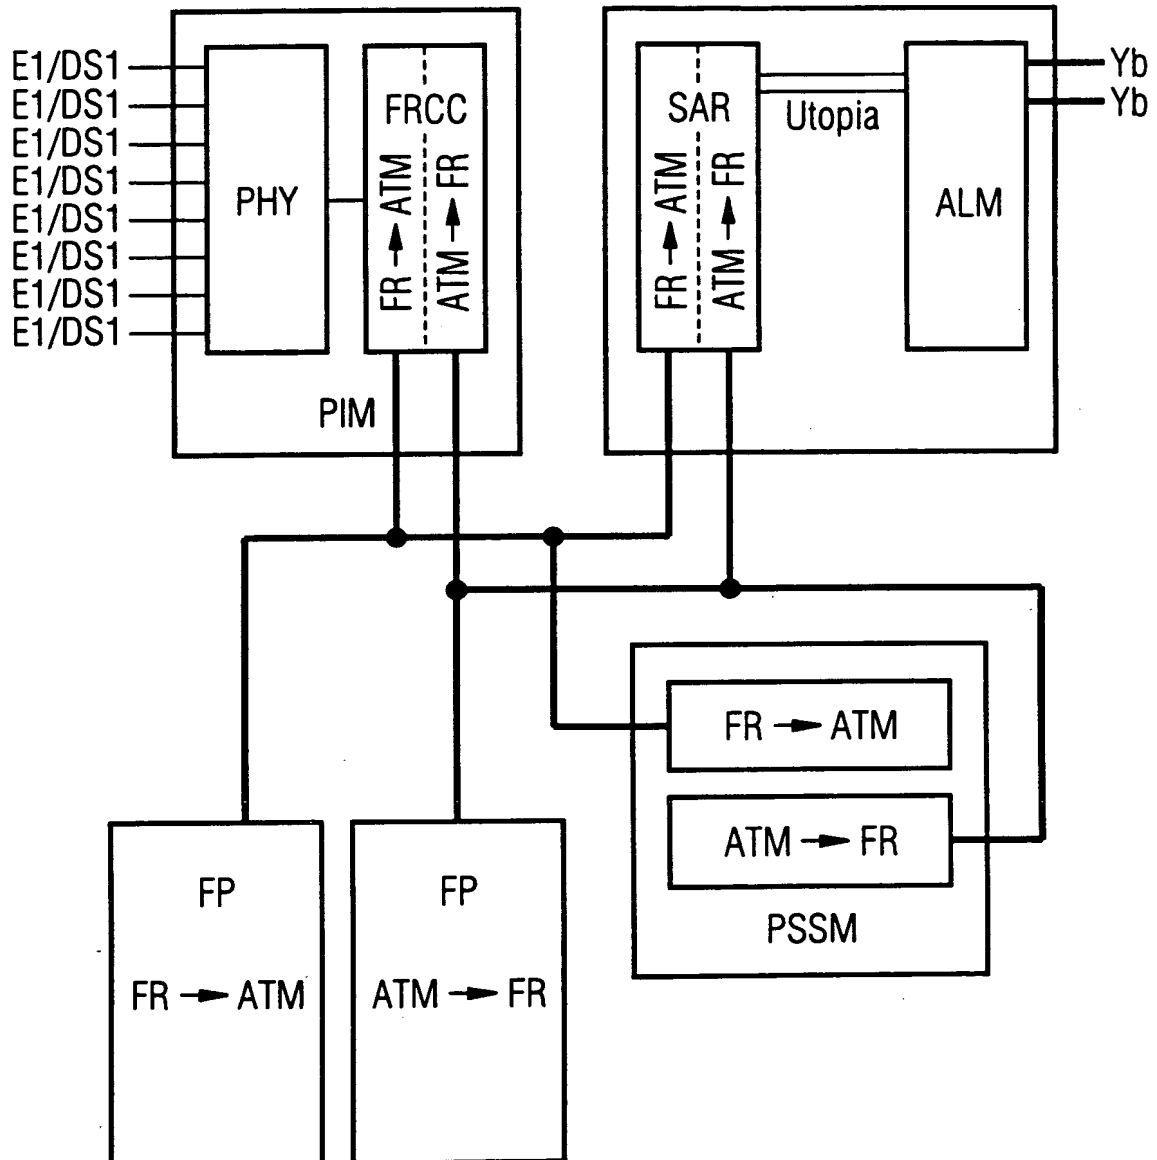 E1/DS1
E1/DS1
E1/DS1
E1/DS1
E1/DS1
E1/DS1
E1/DS1
E1/DS1
PHY
FRCC
FR → ATM
ATM → FR
PIM
SAR
FR → ATM
ATM → FR
Utopia
ALM
Yb
Yb
FR → ATM
ATM → FR
PSSM
FP
FR → ATM
FP
ATM → FR